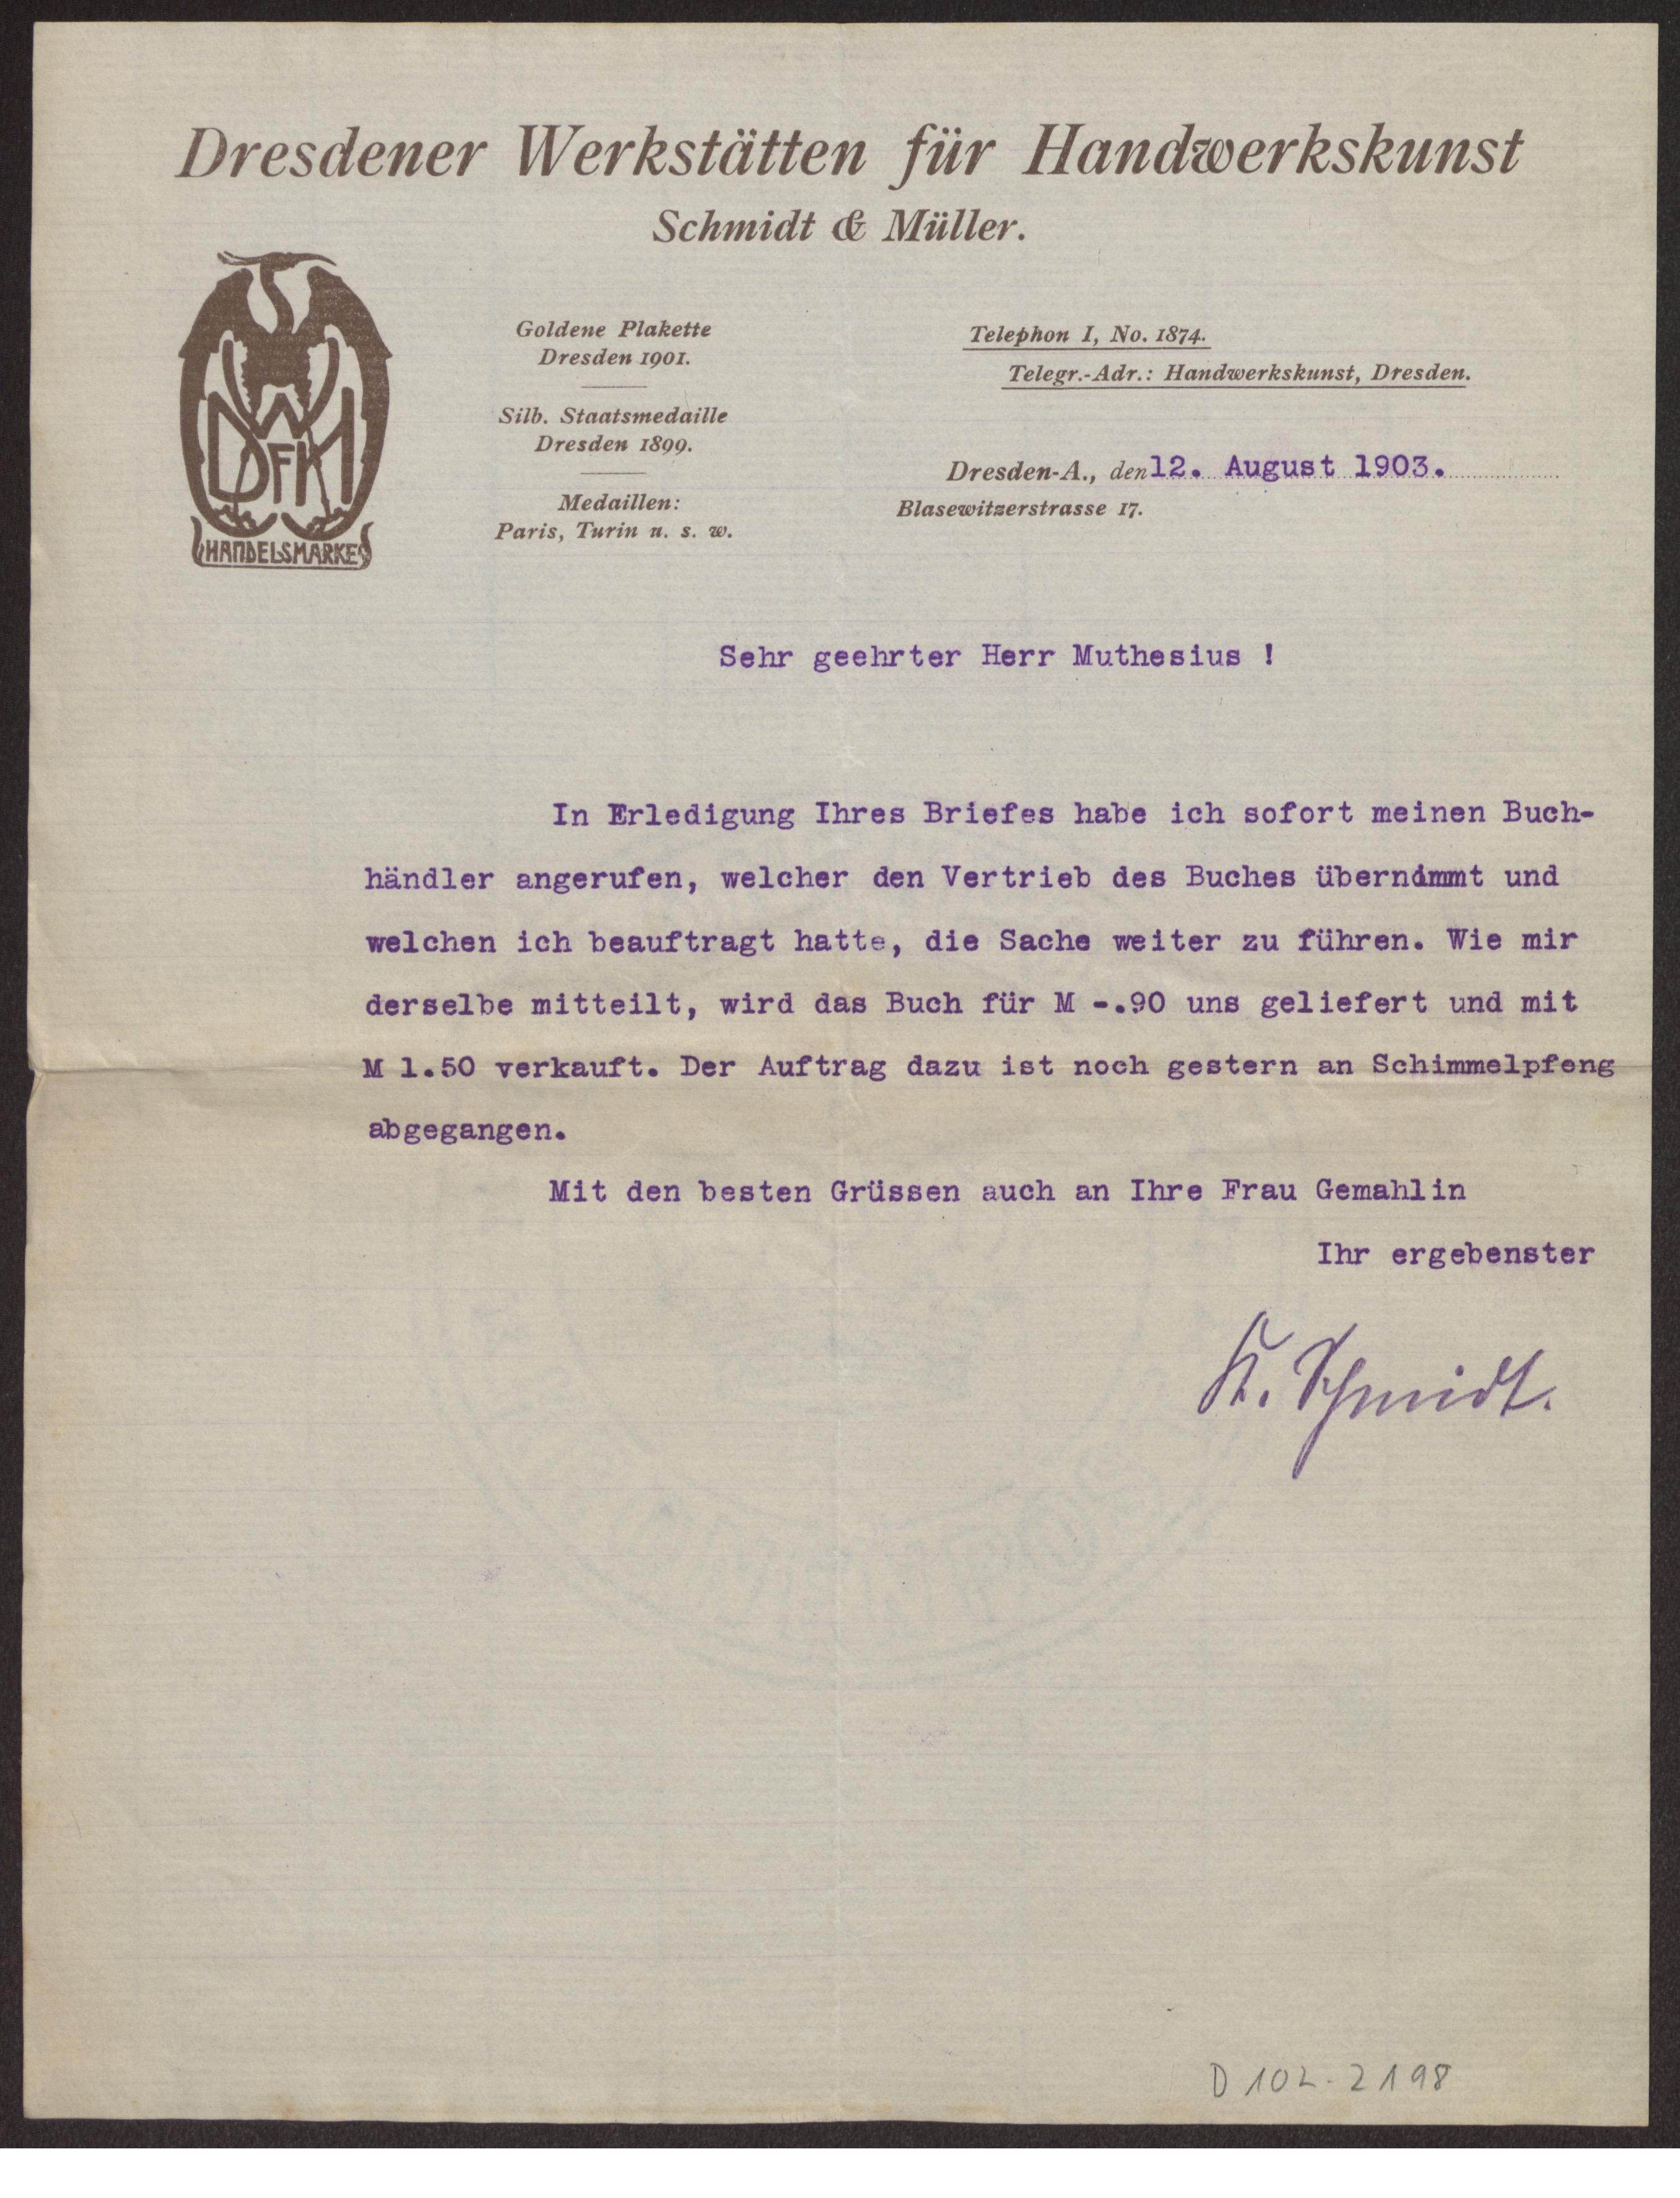 Dresdener Werkstätten für Handwerkskunst
Schmidt & Müller.
DWFHK
HANDELSMARKE
Goldene Plakette
Dresden 1901.
Silb. Staatsmedaille
Dresden 1899.
Medaillen:
Paris, Turin u. s. w.
Telephon I, No. 1874.
Telegr.-Adr.: Handwerkskunst, Dresden.
Dresden-A., den 12. August 1903.
Blasewitzerstrasse 17.
Sehr geehrter Herr Muthesius !
In Erledigung Ihres Briefes habe ich sofort meinen Buch-
händler angerufen, welcher den Vertrieb des Buches übernimmt und
welchen ich beauftragt hatte, die Sache weiter zu führen. Wie mir
derselbe mitteilt, wird das Buch für M -.90 uns geliefert und mit
M 1.50 verkauft. Der Auftrag dazu ist noch gestern an Schimmelpfeng
abgegangen.
Mit den besten Grüssen auch an Ihre Frau Gemahlin
Ihr ergebenster
K. Schmidt.
D 102-2198